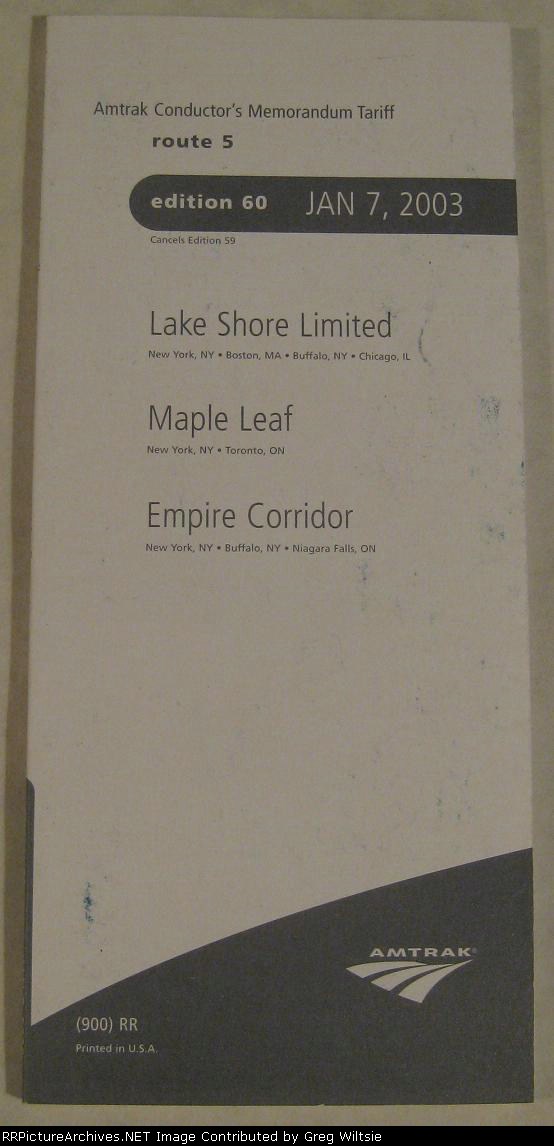 Amtrak Conductor's Memorandum Tariff
route 5
edition 60 JAN 7, 2003
Cancels Edition 59
Lake Shore Limited
New York, NY • Boston, MA • Buffalo, NY • Chicago, IL
Maple Leaf
New York, NY • Toronto, ON
Empire Corridor
New York, NY • Buffalo, NY • Niagara Falls, ON
AMTRAK®
(900) RR
Printed in U.S.A.
RRPictureArchives.NET Image Contributed by Greg Wiltsie